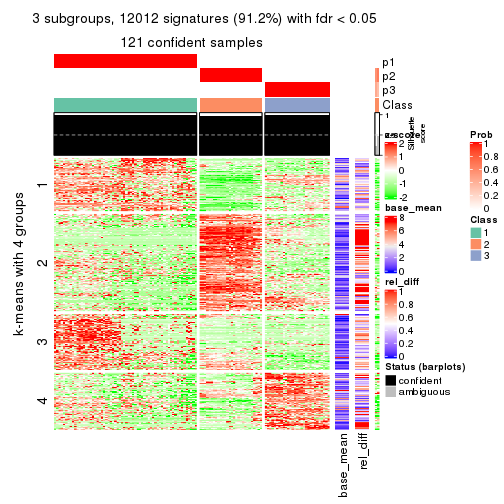 3 subgroups, 12012 signatures (91.2%) with fdr < 0.05
121 confident samples
p1
p2
p3
Class
1
Silhouette
score
k-means with 4 groups
1
2
3
4
base_mean
rel_diff
z-score
2
1
0
-1
-2
base_mean
8
6
4
2
0
rel_diff
1
0.8
0.6
0.4
0.2
0
Status (barplots)
confident
ambiguous
Prob
1
0.8
0.6
0.4
0.2
0
Class
1
2
3